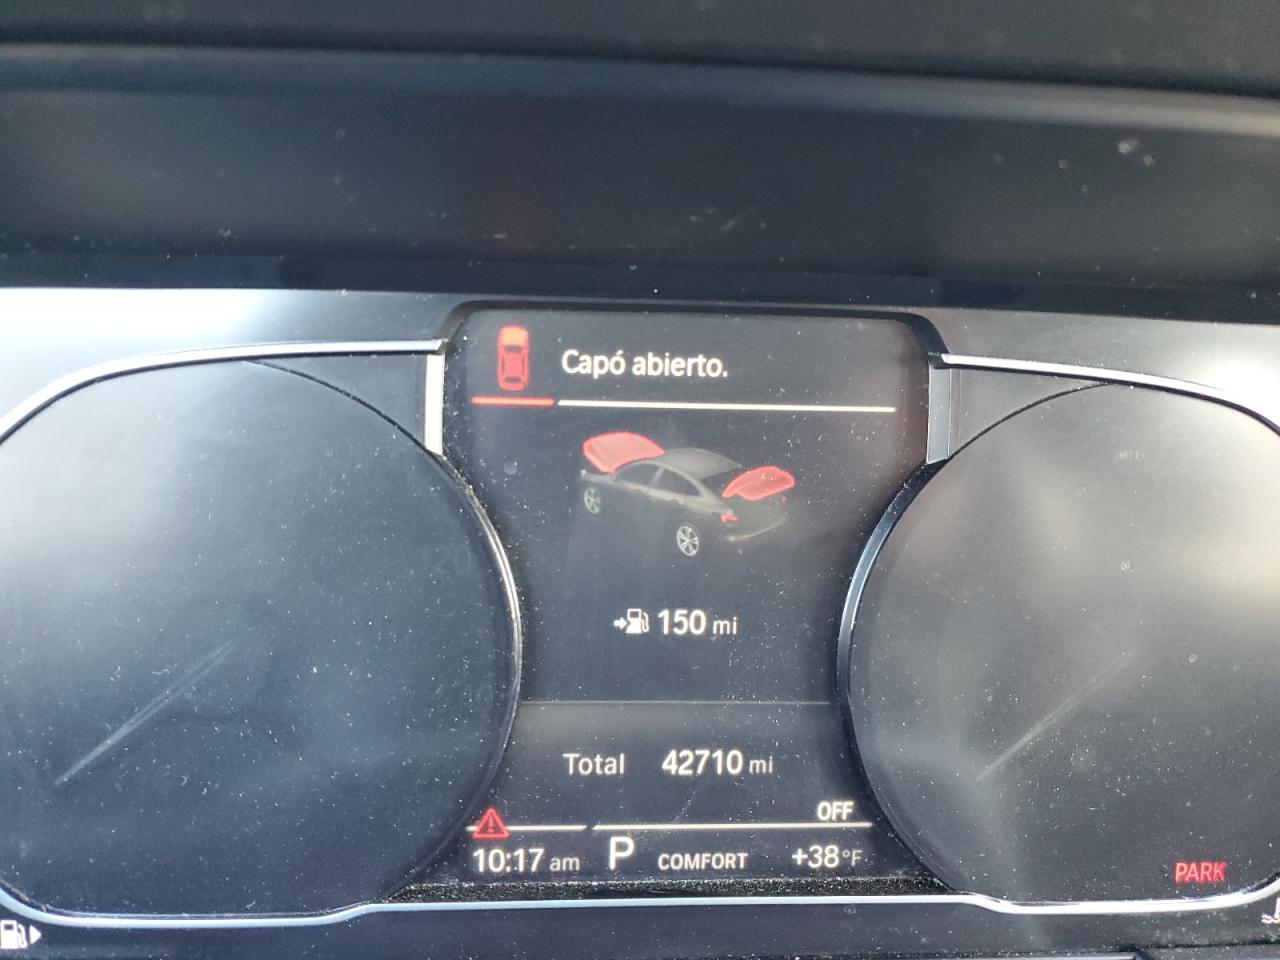 Capó abierto.
150 mi
Total 42710 mi
OFF
10:17 am P COMFORT +38°F
PARK